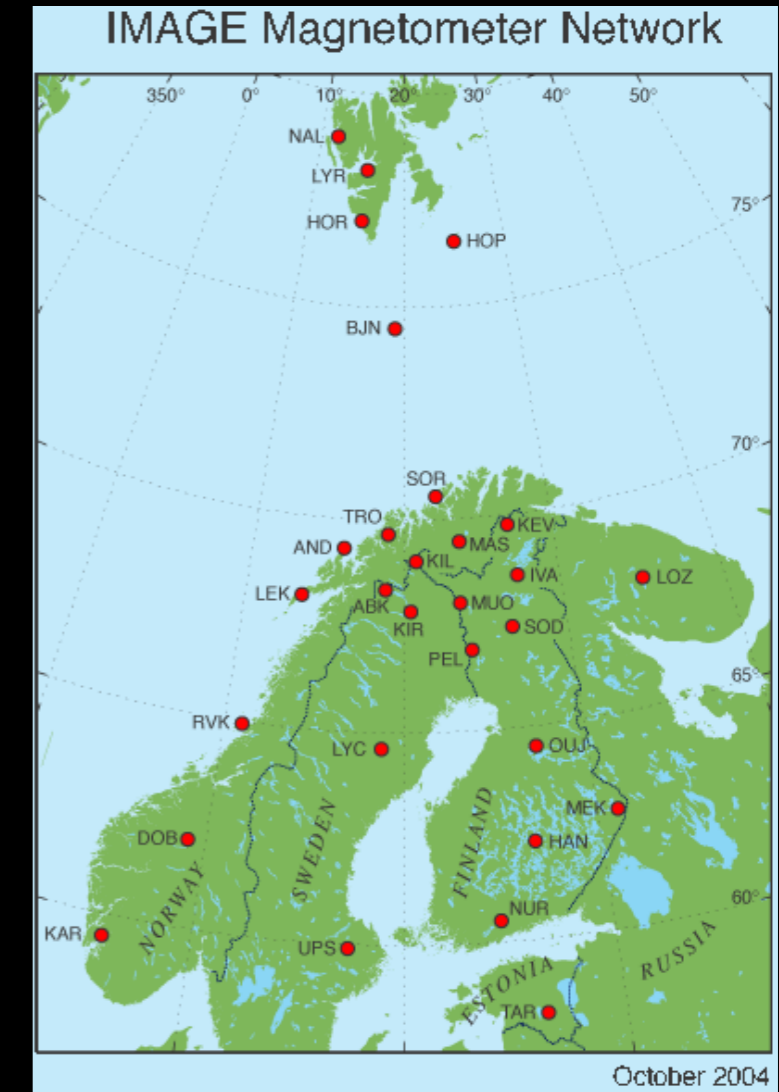 IMAGE Magnetometer Network
350° 0° 10° 20° 30° 40° 50°
NAL
LYR
75°
HOR
HOP
BJN
70°
SOR
TRO
KEV
AND
MAS
KIL
IVA
LOZ
LEK
ABK
MUO
KIR
SOD
PEL
65°
RVK
LYC
OUJ
MEK
DOB
HAN
SWEDEN
FINLAND
60°
NORWAY
NUR
KAR
UPS
RUSSIA
ESTONIA
TAR
October 2004